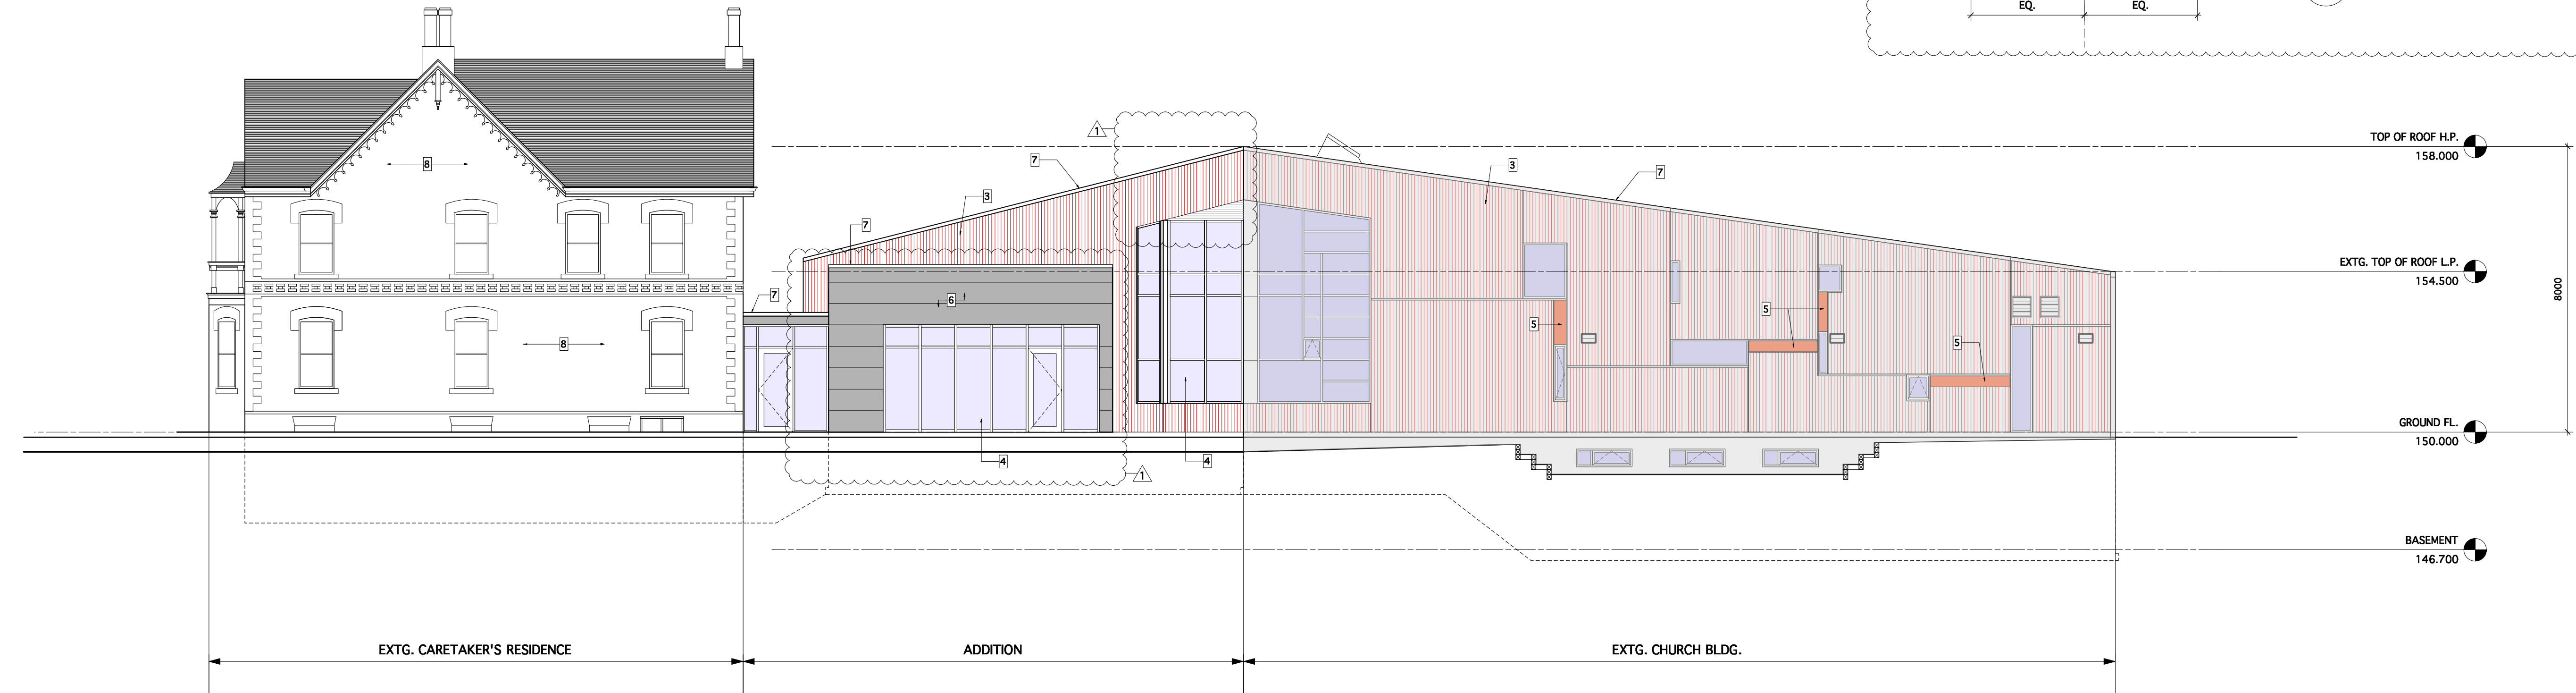 EQ. EQ.
1
TOP OF ROOF H.P.
158.000
7
3
8
3
7
7
EXTG. TOP OF ROOF L.P.
154.500
8000
7
6
5
5
8
5
GROUND FL.
150.000
4
4
1
BASEMENT
146.700
EXTG. CARETAKER'S RESIDENCE
ADDITION
EXTG. CHURCH BLDG.